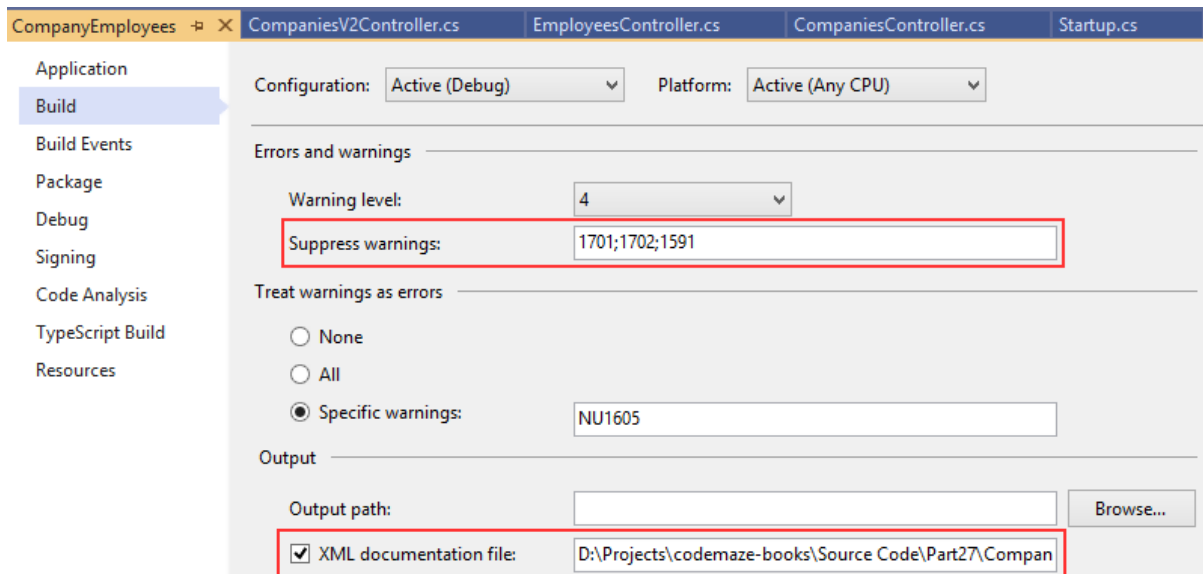 CompanyEmployees CompaniesV2Controller.cs EmployeesController.cs CompaniesController.cs Startup.cs
Application
Build
Build Events
Package
Debug
Signing
Code Analysis
TypeScript Build
Resources
Configuration: Active (Debug) Platform: Active (Any CPU)
Errors and warnings
Warning level: 4
Suppress warnings: 1701;1702;1591
Treat warnings as errors
None
All
Specific warnings: NU1605
Output
Output path: Browse...
XML documentation file: D:\Projects\codemaze-books\Source Code\Part27\Compan